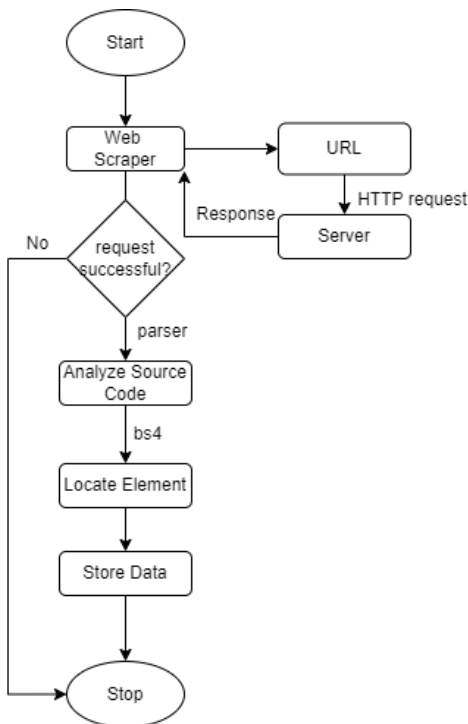 Start
Web
Scraper
URL
HTTP request
Response
Server
No
request
successful?
parser
Analyze Source
Code
bs4
Locate Element
Store Data
Stop